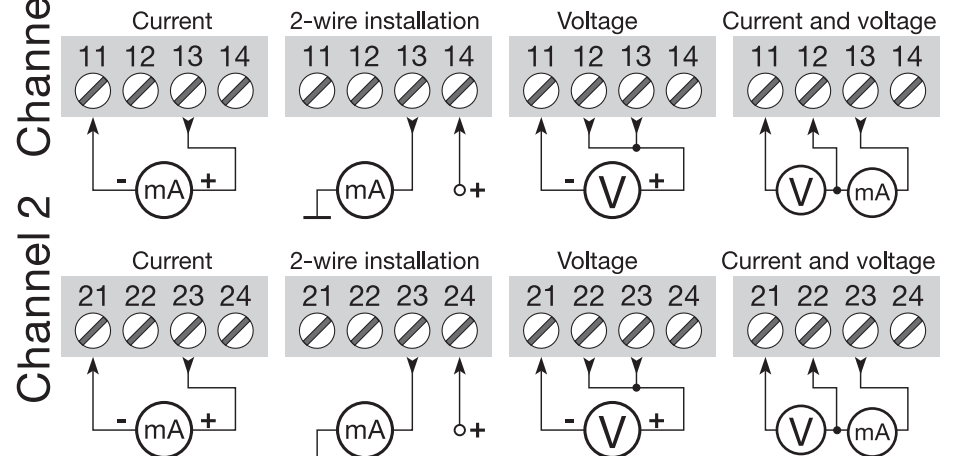 Channe
Current 2-wire installation Voltage Current and voltage
11 12 13 14 11 12 13 14 11 12 13 14 11 12 13 14
- mA + mA + - V + V mA
Channel 2
Current 2-wire installation Voltage Current and voltage
21 22 23 24 21 22 23 24 21 22 23 24 21 22 23 24
- mA + mA + - V + V mA